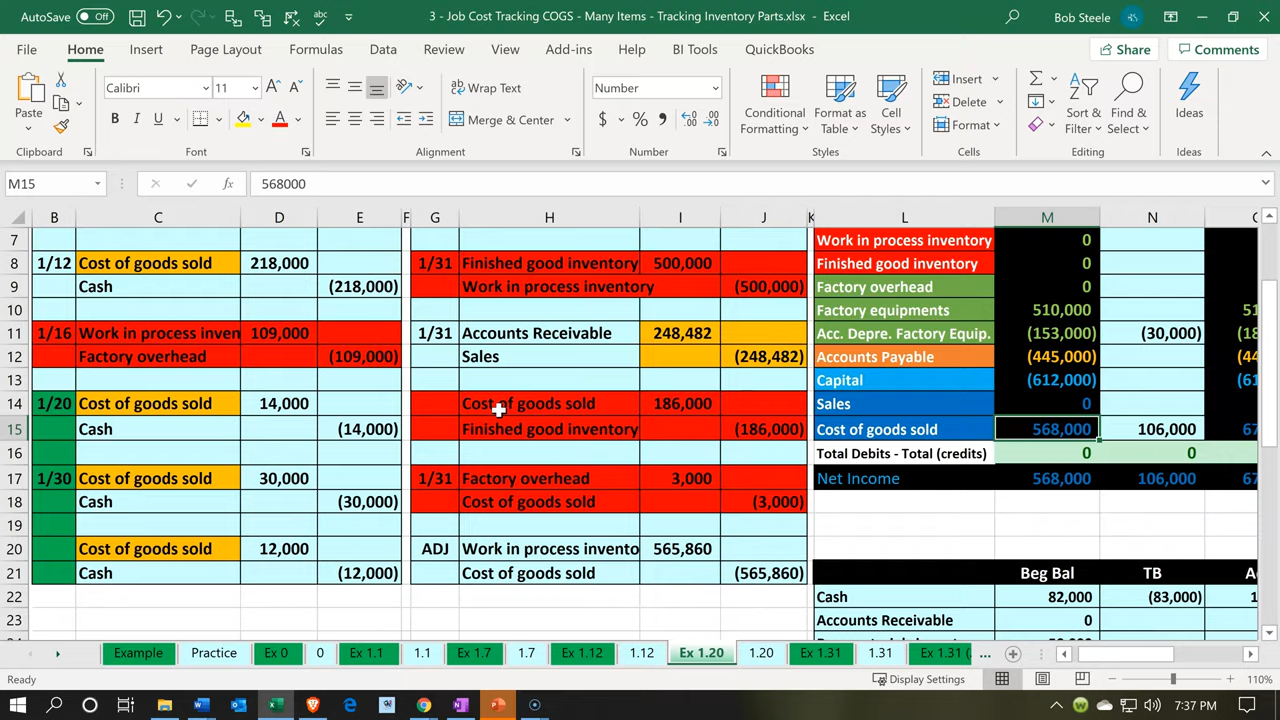 AutoSave Off 3 - Job Cost Tracking COGS - Many Items - Tracking Inventory Parts.xlsx - Excel Bob Steele
File Home Insert Page Layout Formulas Data Review View Add-ins Help BI Tools QuickBooks Share Comments
Paste Calibri 11 Wrap Text Number Conditional Formatting Format as Table Cell Styles Insert Sort & Filter Find & Select Ideas
B I U A Merge & Center $ % Delete
Format
Clipboard Font Alignment Number Styles Cells Editing Ideas
M15 fx 568000
B C D E F G H I J K L M N
7 Work in process inventory 0
8 1/12 Cost of goods sold 218,000 1/31 Finished good inventory 500,000 Finished good inventory 0
9 Cash (218,000) Work in process inventory (500,000) Factory overhead 0
10 Factory equipments 510,000 51
11 1/16 Work in process inven 109,000 1/31 Accounts Receivable 248,482 Acc. Depre. Factory Equip. (153,000) (30,000) (18
12 Factory overhead (109,000) Sales (248,482) Accounts Payable (445,000) (44
13 Capital (612,000) (61
14 1/20 Cost of goods sold 14,000 Cost of goods sold 186,000 Sales 0
15 Cash (14,000) Finished good inventory (186,000) Cost of goods sold 568,000 106,000 67
16 Total Debits - Total (credits) 0 0
17 1/30 Cost of goods sold 30,000 1/31 Factory overhead 3,000 Net Income 568,000 106,000 67
18 Cash (30,000) Cost of goods sold (3,000)
19
20 Cost of goods sold 12,000 ADJ Work in process invento 565,860
21 Cash (12,000) Cost of goods sold (565,860) Beg Bal TB A
22 Cash 82,000 (83,000) 1
23 Accounts Receivable 0
Example Practice Ex 0 0 Ex 1.1 1.1 Ex 1.7 1.7 Ex 1.12 1.12 Ex 1.20 1.20 Ex 1.31 1.31 Ex 1.31 (. ...
Ready Display Settings 110%
7:37 PM